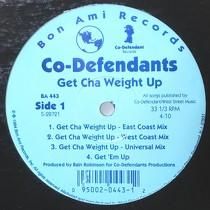 Bon Ami Records
Co-Defendant
Records
Co-Defendants
Get Cha Weight Up
BA 443
Side 1
S-29721
All songs published by
Co-Defendant/West Street Music
33 1/3 RPM
4:10
1. Get Cha Weight Up - East Coast Mix
2. Get Cha Weight Up - West Coast Mix
3. Get Cha Weight Up - Universal Mix
4. Get 'Em Up
Produced by Bain Robinson for Co-Defendants Productions
0 95002-0443-1 2